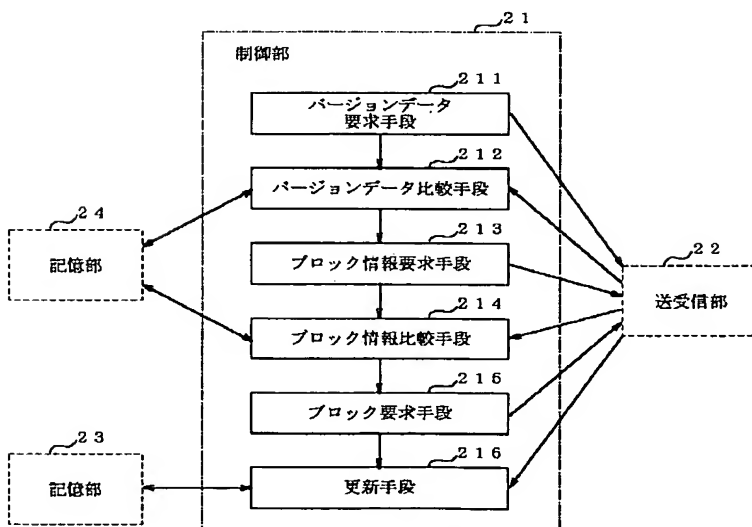 21
制御部
211
バージョンデータ
要求手段
212
バージョンデータ比較手段
24
記憶部
213
ブロック情報要求手段
22
送受信部
214
ブロック情報比較手段
215
ブロック要求手段
23
記憶部
216
更新手段